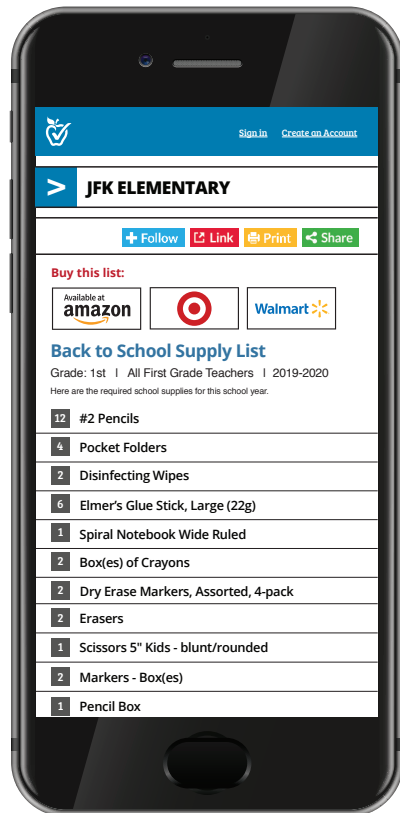 Sign in Create an Account
> JFK ELEMENTARY
Follow Link Print Share
Buy this list:
Available at
amazon Walmart
Back to School Supply List
Grade: 1st | All First Grade Teachers | 2019-2020
Here are the required school supplies for this school year.
12 #2 Pencils
4 Pocket Folders
2 Disinfecting Wipes
6 Elmer's Glue Stick, Large (22g)
1 Spiral Notebook Wide Ruled
2 Box(es) of Crayons
2 Dry Erase Markers, Assorted, 4-pack
2 Erasers
1 Scissors 5" Kids - blunt/rounded
2 Markers - Box(es)
1 Pencil Box